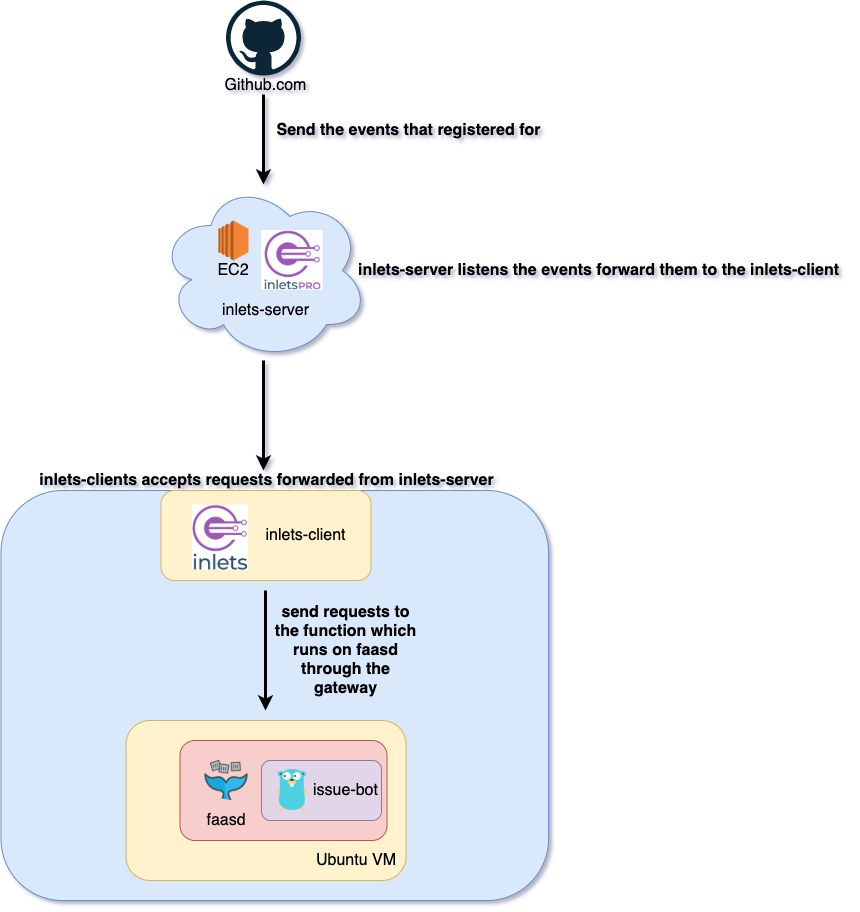 Github.com
Send the events that registered for
EC2
inletsPRO
inlets-server listens the events forward them to the inlets-client
inlets-server
inlets-clients accepts requests forwarded from inlets-server
inlets
inlets-client
send requests to
the function which
runs on faasd
through the
gateway
issue-bot
faasd
Ubuntu VM